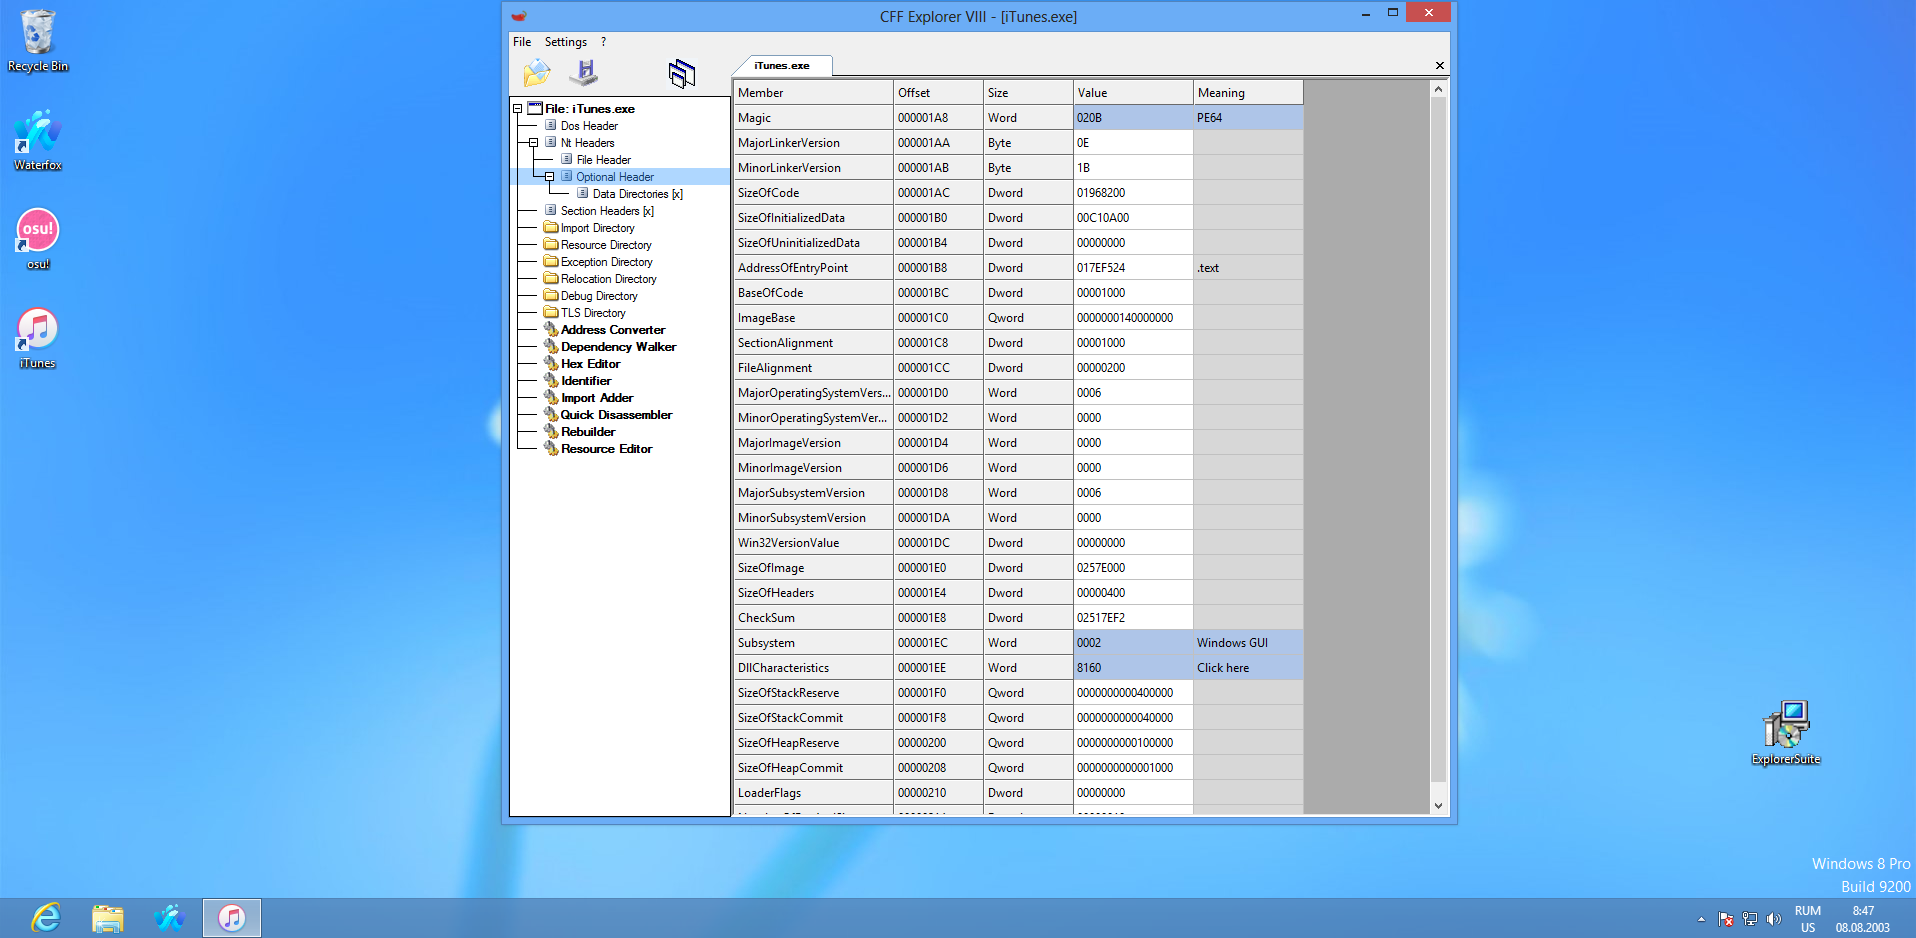 Recycle Bin
Waterfox
osu!
osu!
iTunes
CFF Explorer VIII - [iTunes.exe]
File Settings ?
iTunes.exe
File: iTunes.exe
Dos Header
Nt Headers
File Header
Optional Header
Data Directories [x]
Section Headers [x]
Import Directory
Resource Directory
Exception Directory
Relocation Directory
Debug Directory
TLS Directory
Address Converter
Dependency Walker
Hex Editor
Identifier
Import Adder
Quick Disassembler
Rebuilder
Resource Editor
Member Offset Size Value Meaning
Magic 000001A8 Word 020B PE64
MajorLinkerVersion 000001AA Byte 0E
MinorLinkerVersion 000001AB Byte 1B
SizeOfCode 000001AC Dword 01968200
SizeOfInitializedData 000001B0 Dword 00C10A00
SizeOfUninitializedData 000001B4 Dword 00000000
AddressOfEntryPoint 000001B8 Dword 017EF524 .text
BaseOfCode 000001BC Dword 00001000
ImageBase 000001C0 Qword 0000000140000000
SectionAlignment 000001C8 Dword 00001000
FileAlignment 000001CC Dword 00000200
MajorOperatingSystemVers... 000001D0 Word 0006
MinorOperatingSystemVer... 000001D2 Word 0000
MajorImageVersion 000001D4 Word 0000
MinorImageVersion 000001D6 Word 0000
MajorSubsystemVersion 000001D8 Word 0006
MinorSubsystemVersion 000001DA Word 0000
Win32VersionValue 000001DC Dword 00000000
SizeOfImage 000001E0 Dword 0257E000
SizeOfHeaders 000001E4 Dword 00000400
CheckSum 000001E8 Dword 02517EF2
Subsystem 000001EC Word 0002 Windows GUI
DllCharacteristics 000001EE Word 8160 Click here
SizeOfStackReserve 000001F0 Qword 0000000000400000
SizeOfStackCommit 000001F8 Qword 0000000000040000
SizeOfHeapReserve 00000200 Qword 0000000000100000
SizeOfHeapCommit 00000208 Qword 0000000000001000
LoaderFlags 00000210 Dword 00000000
ExplorerSuite
Windows 8 Pro
Build 9200
RUM 8:47
US 08.08.2003